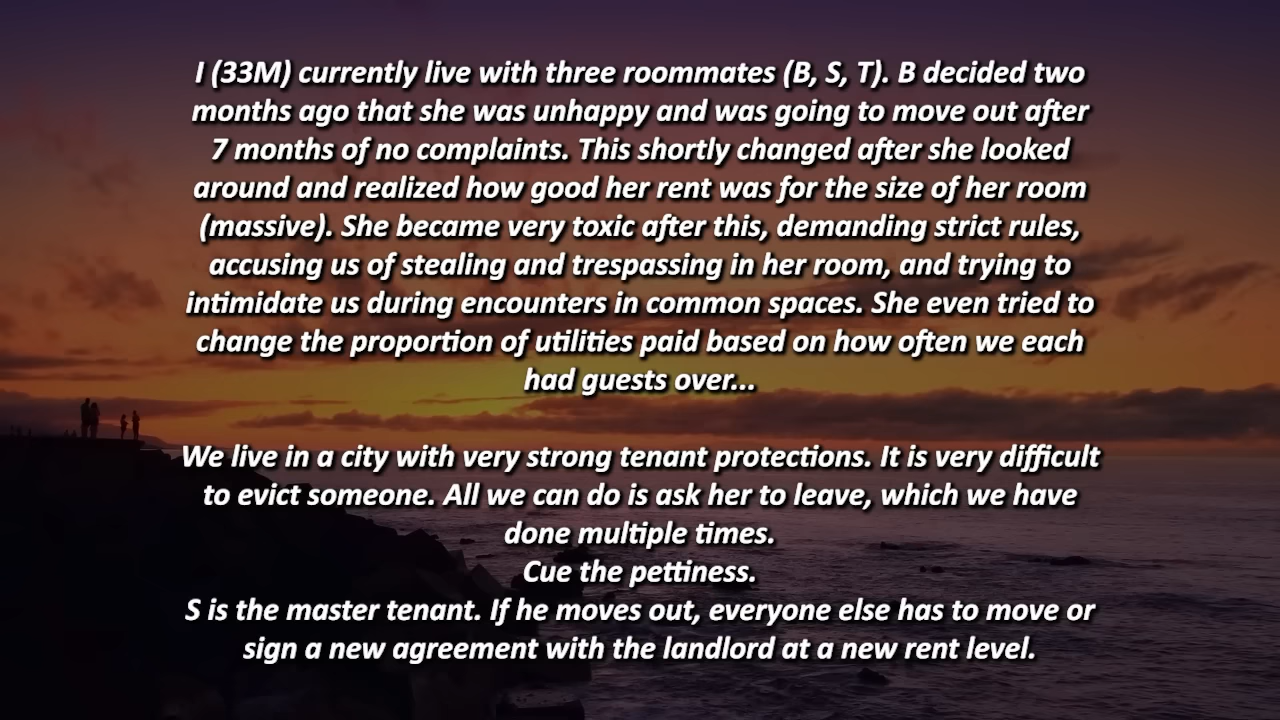 I (33M) currently live with three roommates (B, S, T). B decided two
months ago that she was unhappy and was going to move out after
7 months of no complaints. This shortly changed after she looked
around and realized how good her rent was for the size of her room
(massive). She became very toxic after this, demanding strict rules,
accusing us of stealing and trespassing in her room, and trying to
intimidate us during encounters in common spaces. She even tried to
change the proportion of utilities paid based on how often we each
had guests over...
We live in a city with very strong tenant protections. It is very difficult
to evict someone. All we can do is ask her to leave, which we have
done multiple times.
Cue the pettiness.
S is the master tenant. If he moves out, everyone else has to move or
sign a new agreement with the landlord at a new rent level.